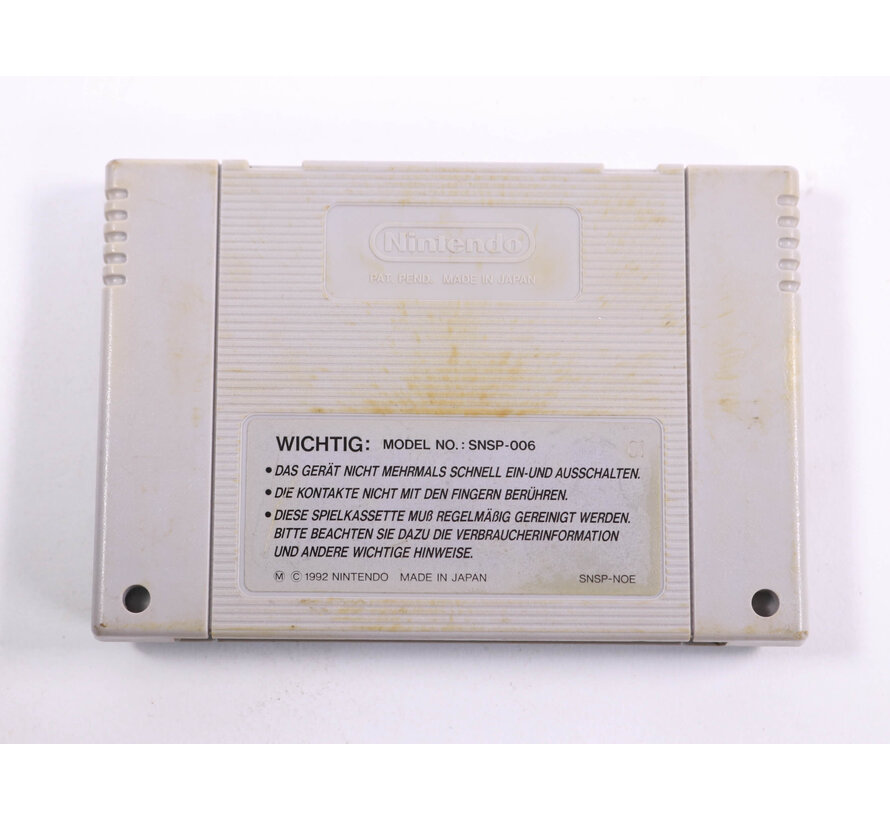 Nintendo
PAT. PEND. MADE IN JAPAN
WICHTIG: MODEL NO.: SNSP-006
01
• DAS GERÄT NICHT MEHRMALS SCHNELL EIN-UND AUSSCHALTEN.
• DIE KONTAKTE NICHT MIT DEN FINGERN BERÜHREN.
• DIESE SPIELKASSETTE MUß REGELMÄßIG GEREINIGT WERDEN.
BITTE BEACHTEN SIE DAZU DIE VERBRAUCHERINFORMATION
UND ANDERE WICHTIGE HINWEISE.
Ⓜ © 1992 NINTENDO MADE IN JAPAN SNSP-NOE